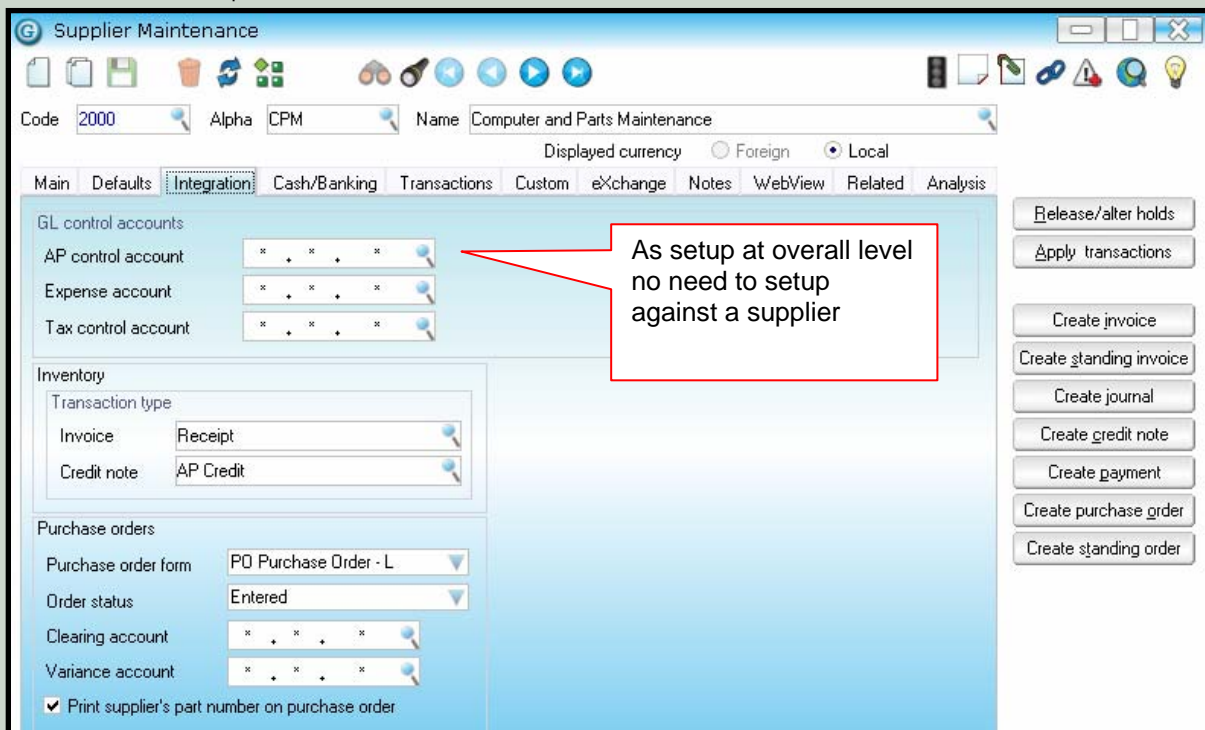 Supplier Maintenance
Code 2000 Alpha CPM Name Computer and Parts Maintenance
Displayed currency Foreign Local
Main Defaults Integration Cash/Banking Transactions Custom eXchange Notes WebView Related Analysis
GL control accounts
AP control account * . * . *
Expense account * . * . *
Tax control account * . * . *
As setup at overall level
no need to setup
against a supplier
Inventory
Transaction type
Invoice Receipt
Credit note AP Credit
Purchase orders
Purchase order form PO Purchase Order - L
Order status Entered
Clearing account * . * . *
Variance account * . * . *
Print supplier's part number on purchase order
Release/alter holds
Apply transactions
Create invoice
Create standing invoice
Create journal
Create credit note
Create payment
Create purchase order
Create standing order